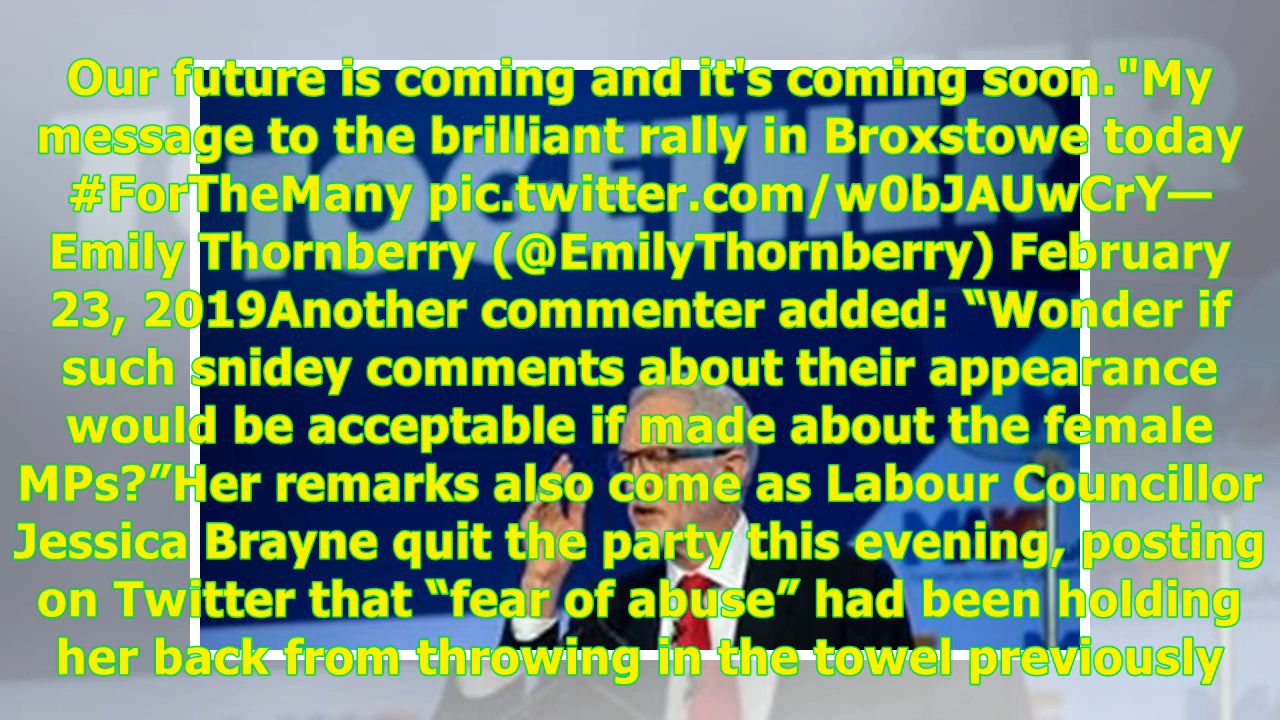 Our future is coming and it's coming soon."My
message to the brilliant rally in Broxstowe today
#ForTheMany pic.twitter.com/w0bJAUwCrY—
Emily Thornberry (@EmilyThornberry) February
23, 2019Another commenter added: “Wonder if
such snidey comments about their appearance
would be acceptable if made about the female
MPs?”Her remarks also come as Labour Councillor
Jessica Brayne quit the party this evening, posting
on Twitter that “fear of abuse” had been holding
her back from throwing in the towel previously
TOGETHER